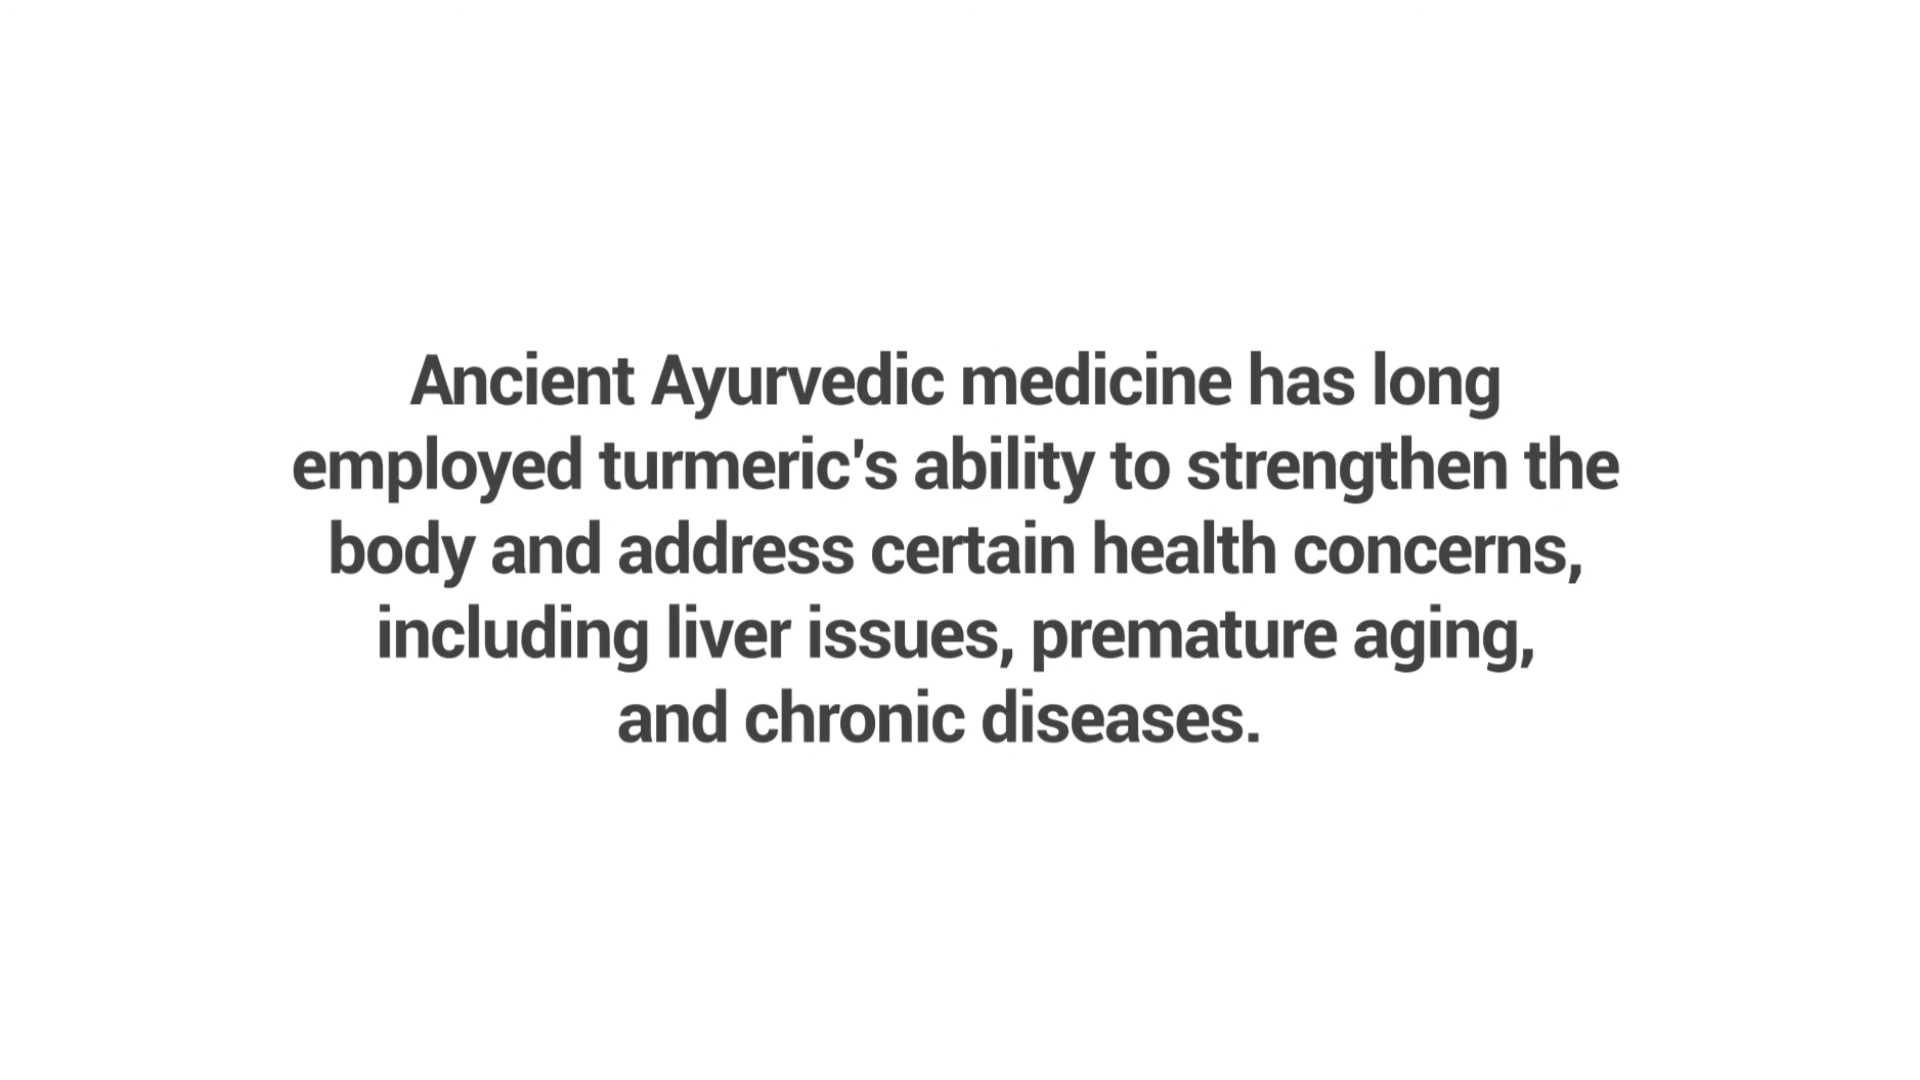 Ancient Ayurvedic medicine has long
employed turmeric's ability to strengthen the
body and address certain health concerns,
including liver issues, premature aging,
and chronic diseases.